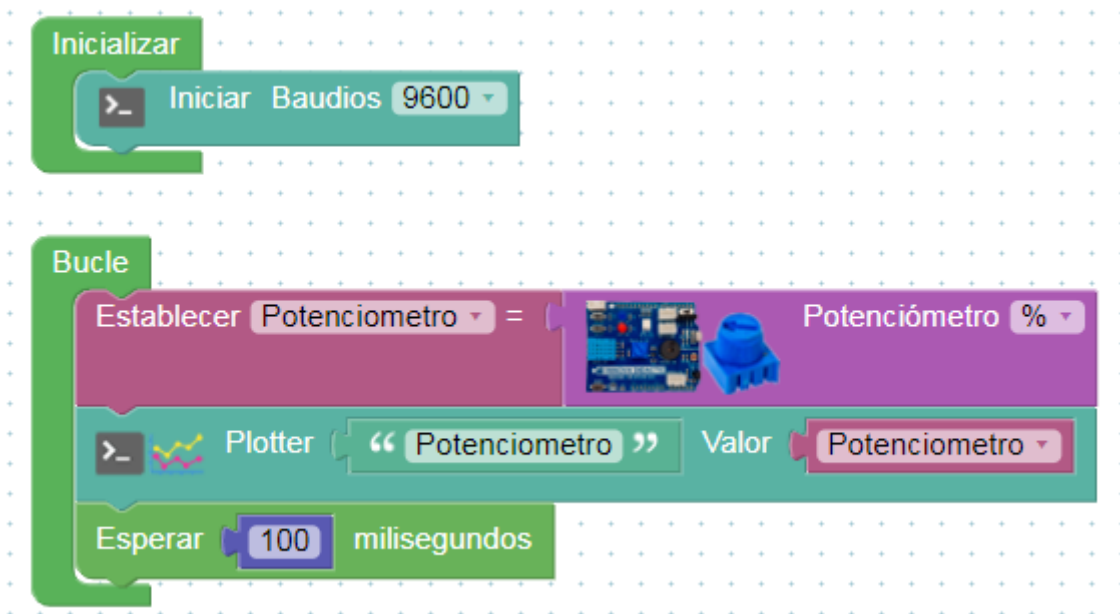 Inicializar
Iniciar Baudios 9600
Bucle
Establecer Potenciometro = Potenciómetro %
Plotter “ Potenciometro ” Valor Potenciometro
Esperar 100 milisegundos